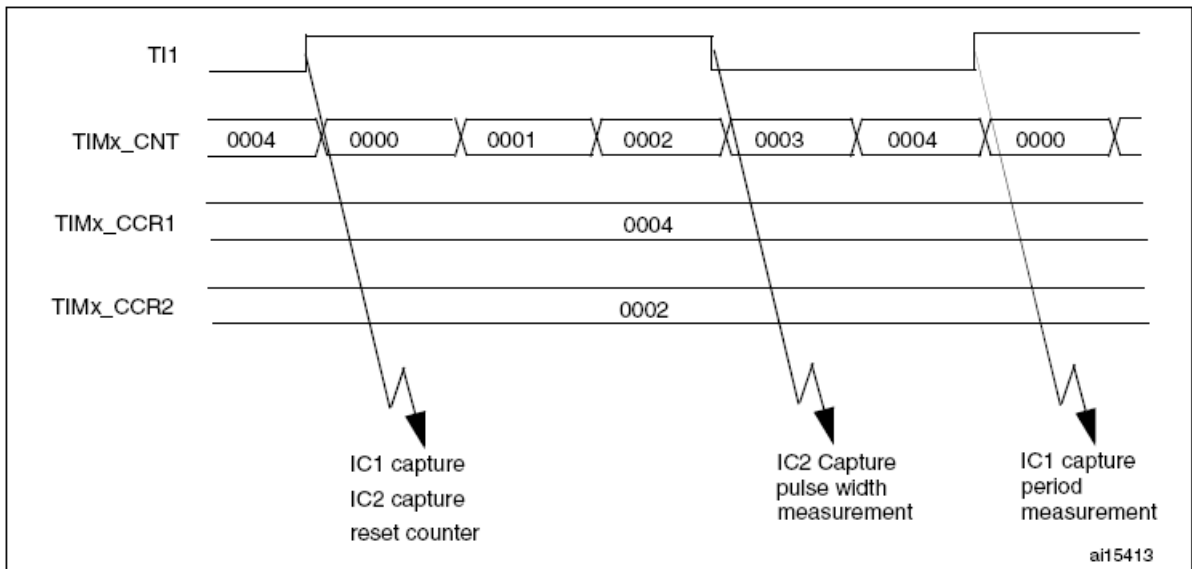 TI1
TIMx_CNT 0004 0000 0001 0002 0003 0004 0000
TIMx_CCR1 0004
TIMx_CCR2 0002
IC1 capture
IC2 capture
reset counter
IC2 Capture
pulse width
measurement
IC1 capture
period
measurement
ai15413